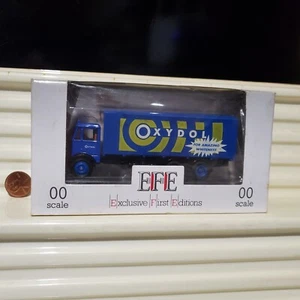 OXYDOL
FOR AMAZING
WHITENESS
00
scale
EFE
Exclusive First Editions
00
scale